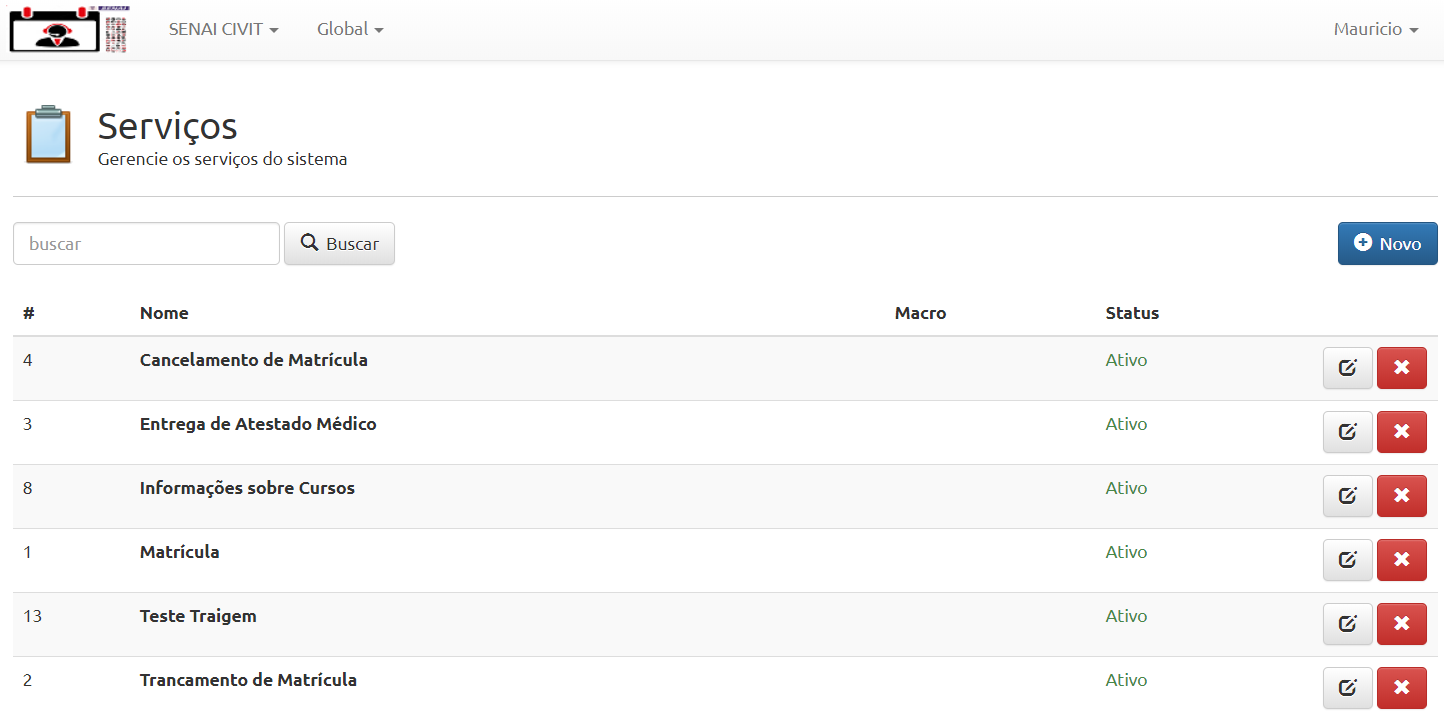 SENAI CIVIT Global Mauricio
Serviços
Gerencie os serviços do sistema
buscar Buscar Novo
# Nome Macro Status
4 Cancelamento de Matrícula Ativo
3 Entrega de Atestado Médico Ativo
8 Informações sobre Cursos Ativo
1 Matrícula Ativo
13 Teste Traigem Ativo
2 Trancamento de Matrícula Ativo